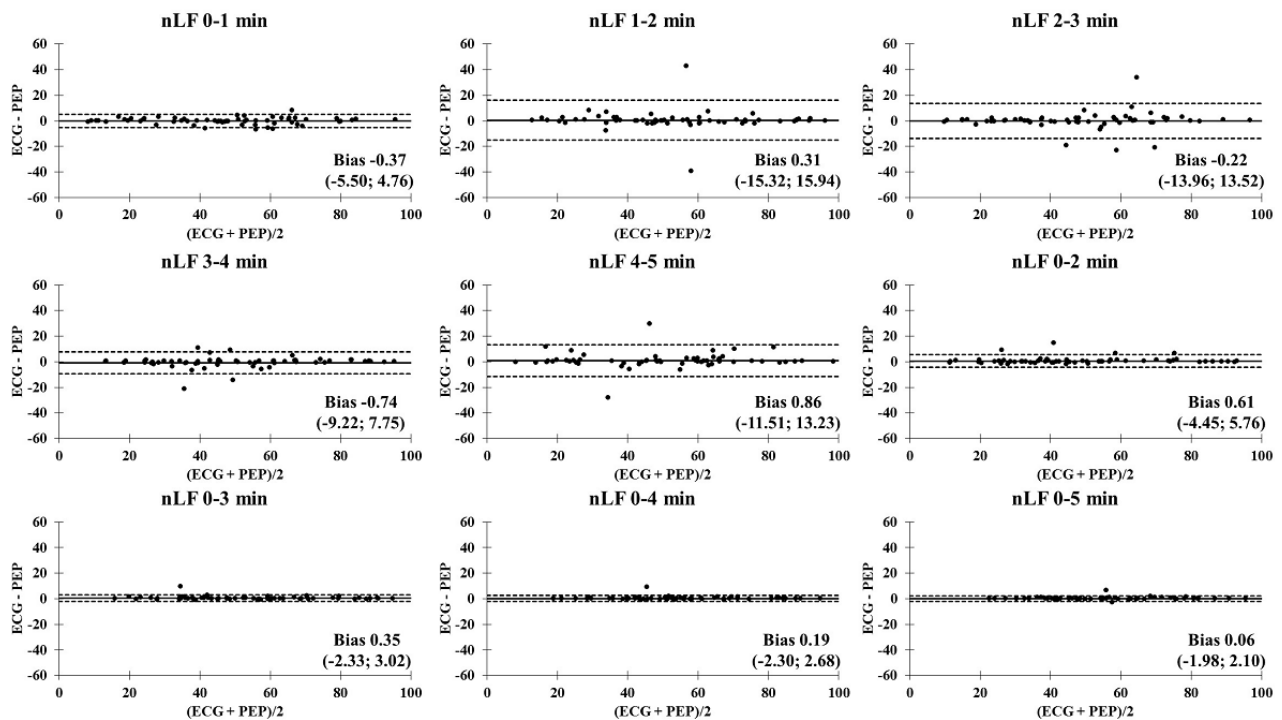 nLF 0-1 min
60
40
20
0
-20
-40
-60
ECG - PEP
Bias -0.37
(-5.50; 4.76)
0 20 40 60 80 100
(ECG + PEP)/2
nLF 1-2 min
60
40
20
0
-20
-40
-60
ECG - PEP
Bias 0.31
(-15.32; 15.94)
0 20 40 60 80 100
(ECG + PEP)/2
nLF 2-3 min
60
40
20
0
-20
-40
-60
ECG - PEP
Bias -0.22
(-13.96; 13.52)
0 20 40 60 80 100
(ECG + PEP)/2
nLF 3-4 min
60
40
20
0
-20
-40
-60
ECG - PEP
Bias -0.74
(-9.22; 7.75)
0 20 40 60 80 100
(ECG + PEP)/2
nLF 4-5 min
60
40
20
0
-20
-40
-60
ECG - PEP
Bias 0.86
(-11.51; 13.23)
0 20 40 60 80 100
(ECG + PEP)/2
nLF 0-2 min
60
40
20
0
-20
-40
-60
ECG - PEP
Bias 0.61
(-4.45; 5.76)
0 20 40 60 80 100
(ECG + PEP)/2
nLF 0-3 min
60
40
20
0
-20
-40
-60
ECG - PEP
Bias 0.35
(-2.33; 3.02)
0 20 40 60 80 100
(ECG + PEP)/2
nLF 0-4 min
60
40
20
0
-20
-40
-60
ECG - PEP
Bias 0.19
(-2.30; 2.68)
0 20 40 60 80 100
(ECG + PEP)/2
nLF 0-5 min
60
40
20
0
-20
-40
-60
ECG - PEP
Bias 0.06
(-1.98; 2.10)
0 20 40 60 80 100
(ECG + PEP)/2